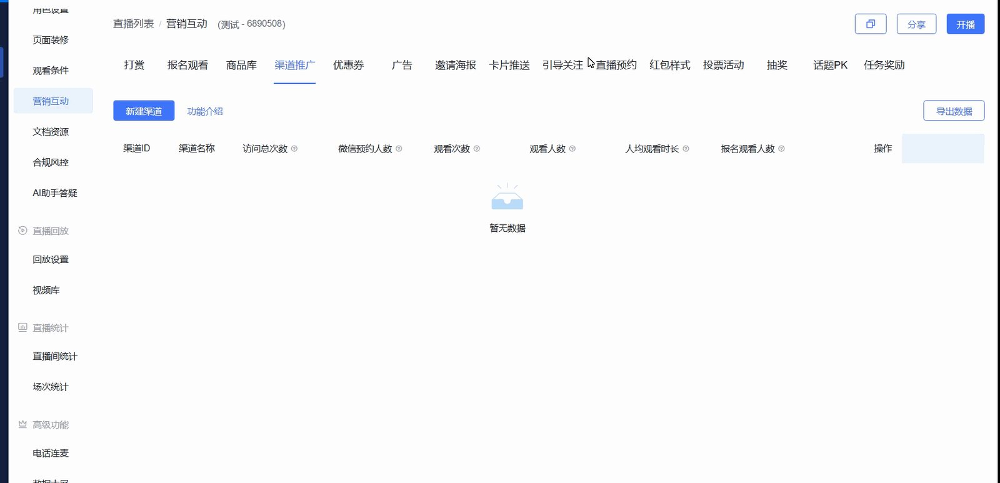 角色设置
页面装修
观看条件
营销互动
文档资源
合规风控
AI助手答疑
直播回放
回放设置
视频库
直播统计
直播间统计
场次统计
高级功能
电话连麦
数据大屏
直播列表 / 营销互动 (测试 - 6890508)
分享
开播
打赏 报名观看 商品库 渠道推广 优惠券 广告 邀请海报 卡片推送 引导关注 直播预约 红包样式 投票活动 抽奖 话题PK 任务奖励
新建渠道 功能介绍 导出数据
渠道ID 渠道名称 访问总次数 微信预约人数 观看次数 观看人数 人均观看时长 报名观看人数 操作
暂无数据